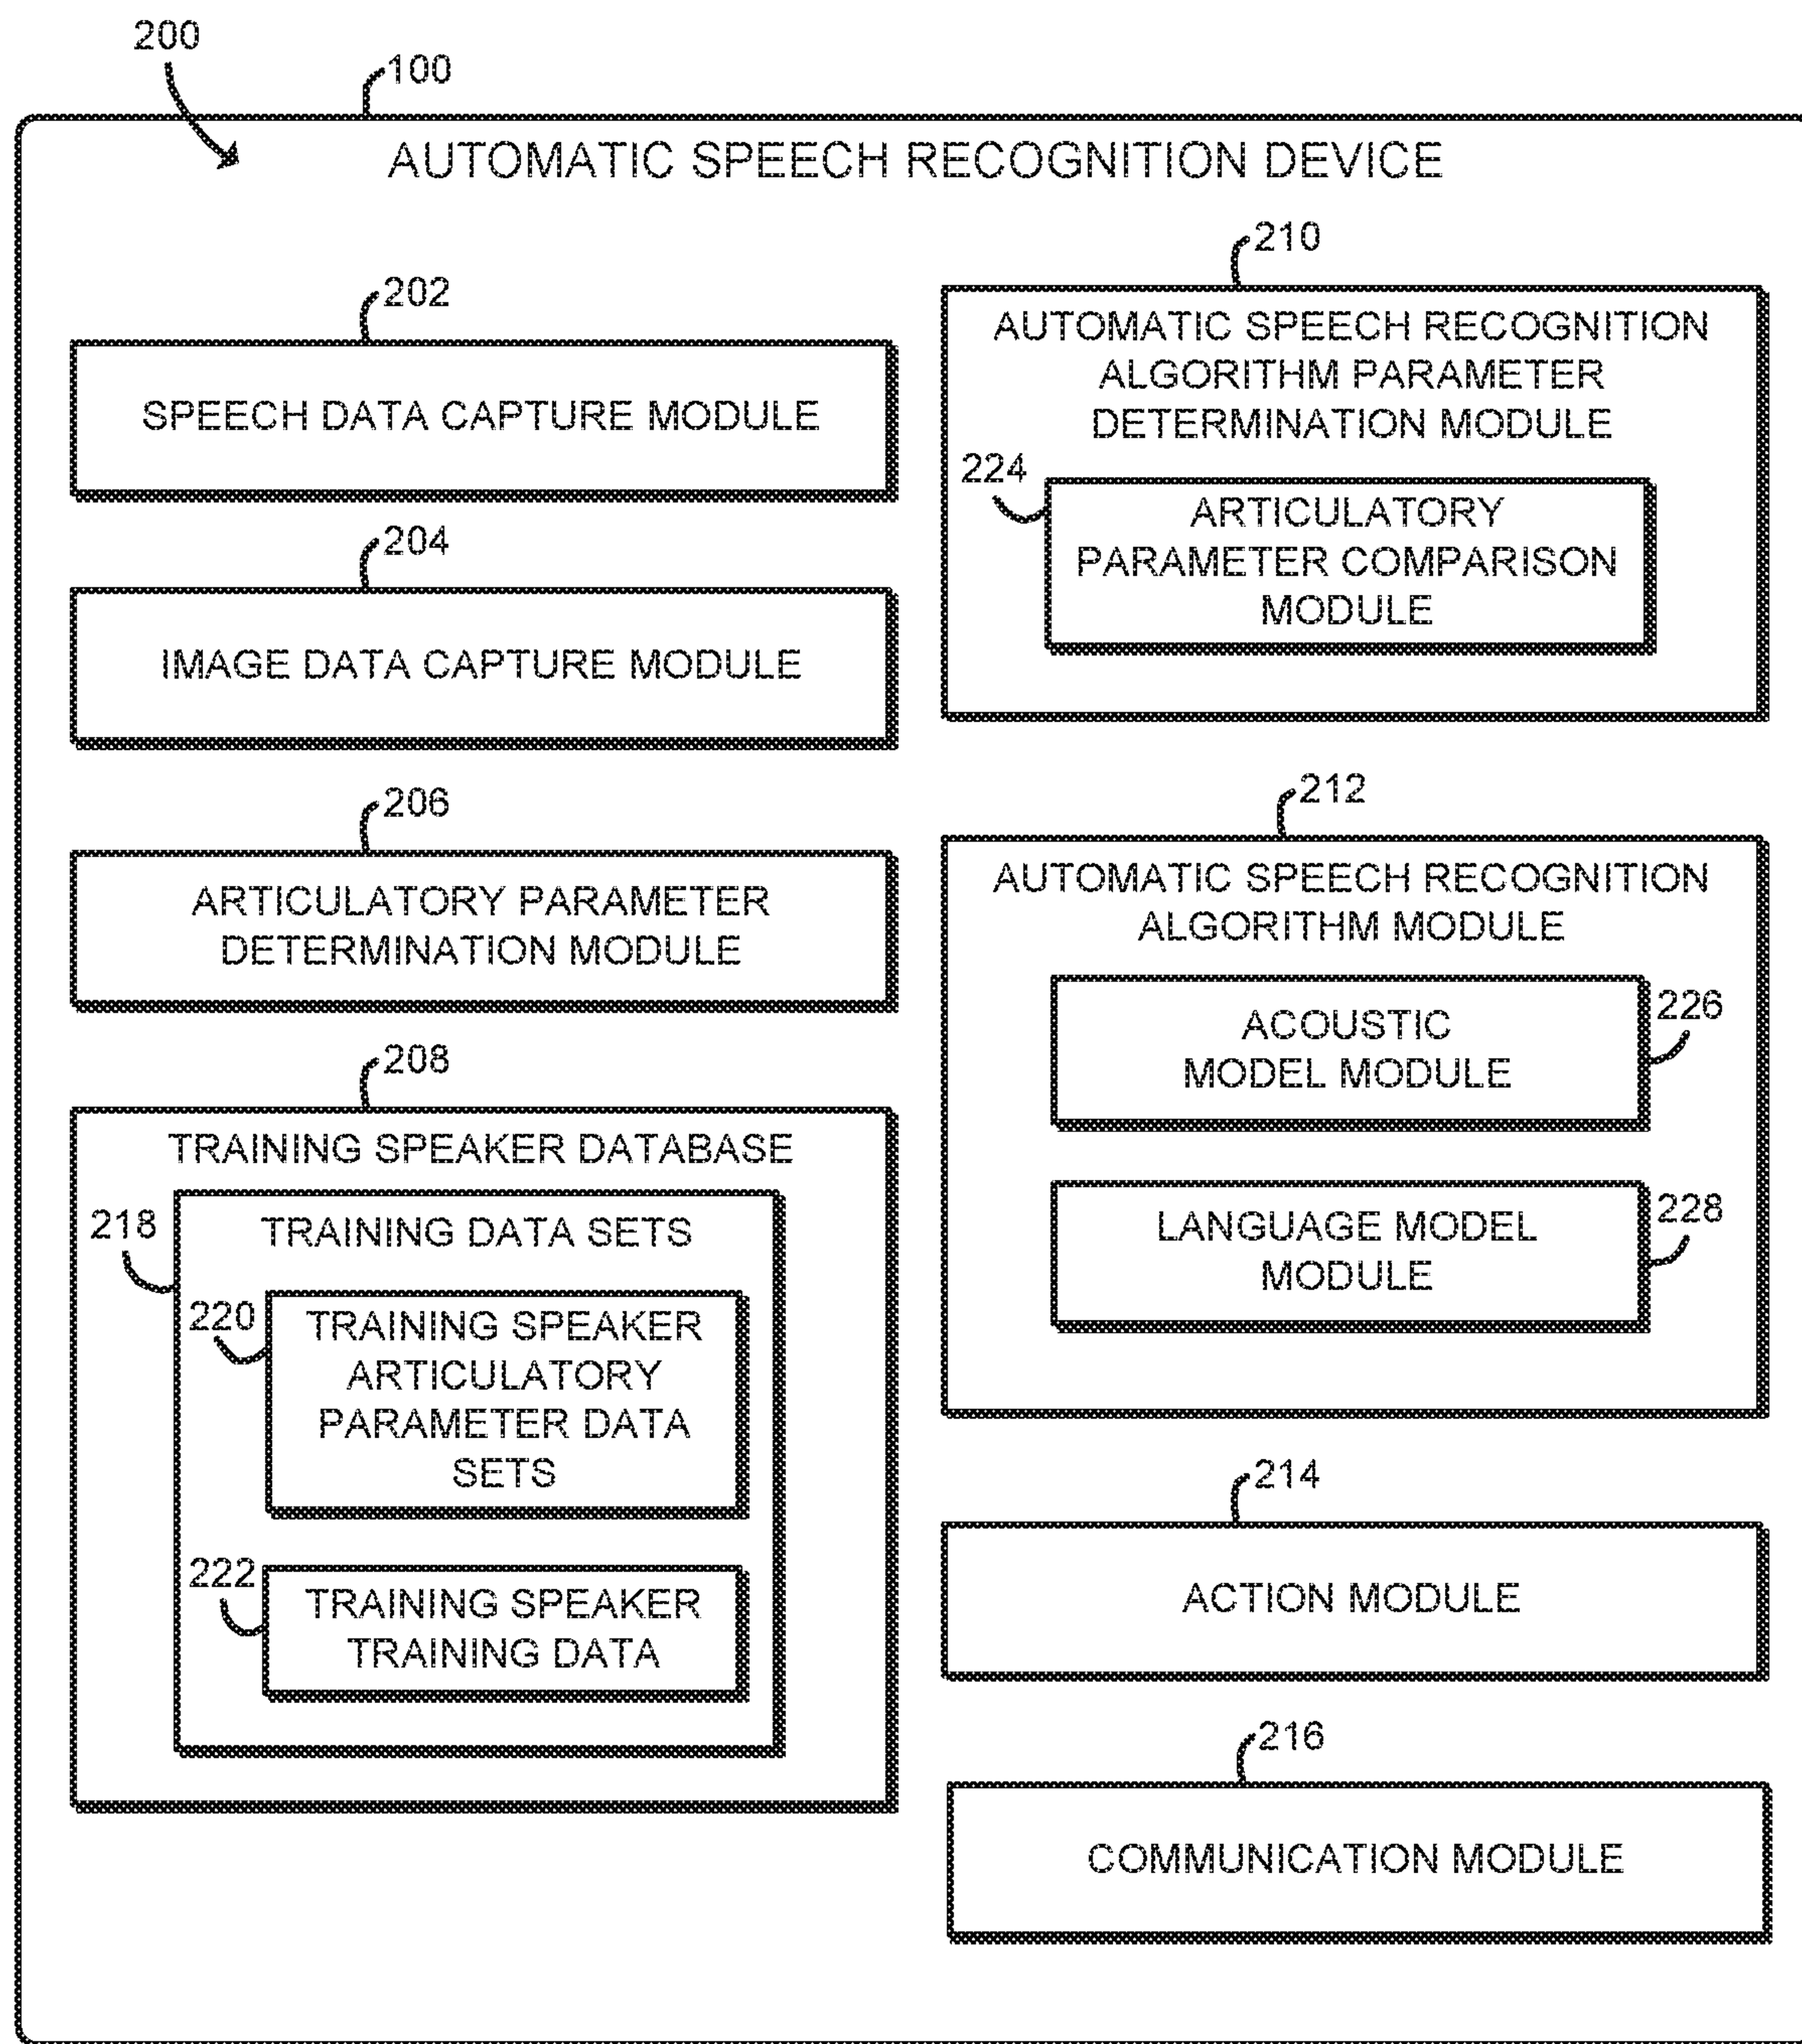 200
100
AUTOMATIC SPEECH RECOGNITION DEVICE
202
SPEECH DATA CAPTURE MODULE
204
IMAGE DATA CAPTURE MODULE
206
ARTICULATORY PARAMETER
DETERMINATION MODULE
208
TRAINING SPEAKER DATABASE
218
TRAINING DATA SETS
220
TRAINING SPEAKER
ARTICULATORY
PARAMETER DATA
SETS
222
TRAINING SPEAKER
TRAINING DATA
210
AUTOMATIC SPEECH RECOGNITION
ALGORITHM PARAMETER
DETERMINATION MODULE
224
ARTICULATORY
PARAMETER COMPARISON
MODULE
212
AUTOMATIC SPEECH RECOGNITION
ALGORITHM MODULE
ACOUSTIC
MODEL MODULE
226
LANGUAGE MODEL
MODULE
228
214
ACTION MODULE
216
COMMUNICATION MODULE